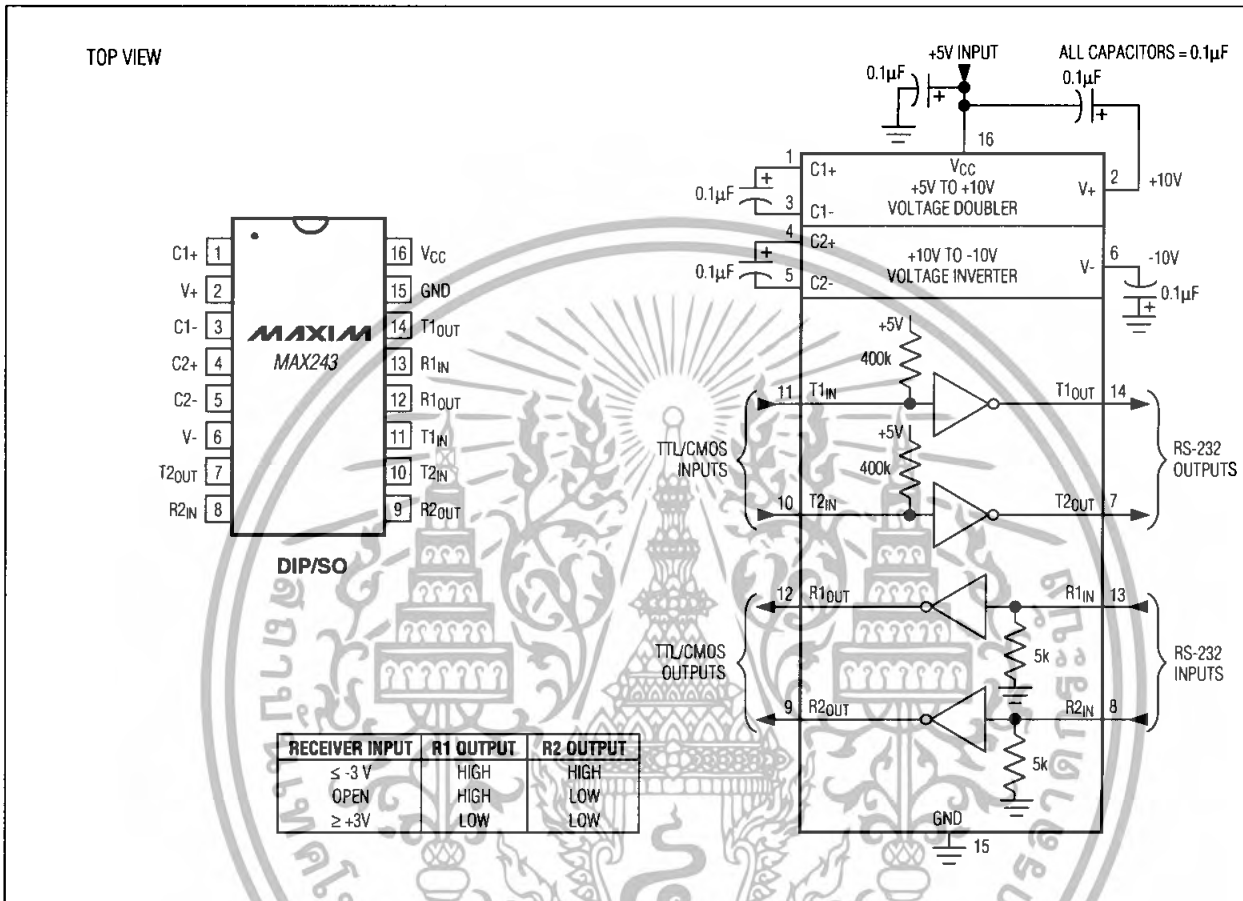 TOP VIEW
+5V INPUT
ALL CAPACITORS = 0.1µF
0.1µF
0.1µF
16
1
C1+
VCC
2
+5V TO +10V
V+
+10V
0.1µF
3
C1-
VOLTAGE DOUBLER
4
C2+
+10V TO -10V
6
-10V
0.1µF
5
C2-
VOLTAGE INVERTER
V-
0.1µF
C1+ 1
16 VCC
V+ 2
15 GND
C1- 3
14 T1OUT
C2+ 4
13 R1IN
C2- 5
12 R1OUT
V- 6
11 T1IN
T2OUT 7
10 T2IN
R2IN 8
9 R2OUT
MAXIM
MAX243
DIP/SO
+5V
400k
11
T1IN
T1OUT
14
+5V
400k
TTL/CMOS
INPUTS
RS-232
OUTPUTS
10
T2IN
T2OUT
7
12
R1OUT
R1IN
13
5k
TTL/CMOS
OUTPUTS
RS-232
INPUTS
9
R2OUT
R2IN
8
5k
GND
15
RECEIVER INPUT R1 OUTPUT R2 OUTPUT
≤ -3 V HIGH HIGH
OPEN HIGH LOW
≥ +3V LOW LOW